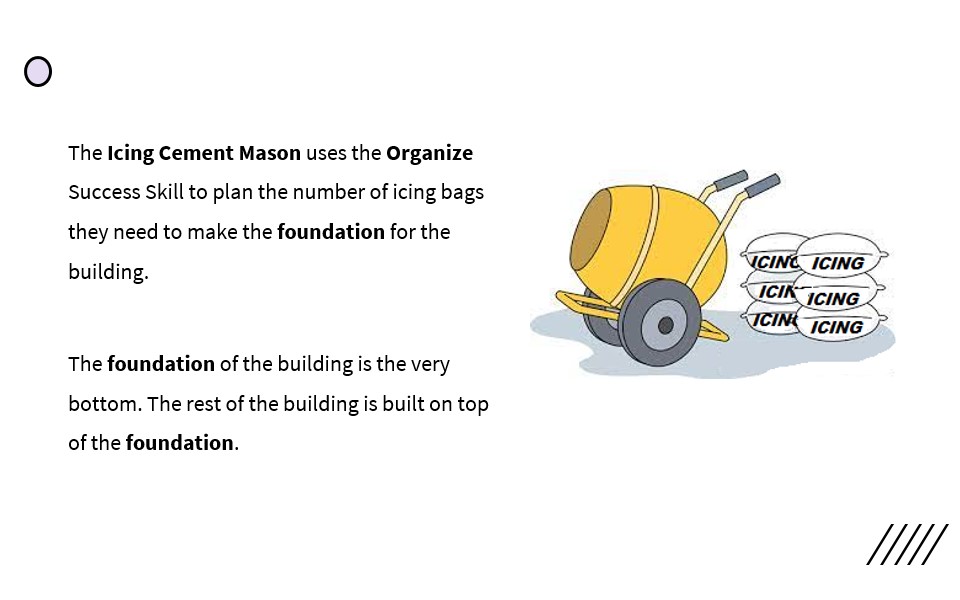 The Icing Cement Mason uses the Organize
Success Skill to plan the number of icing bags
they need to make the foundation for the
building.
The foundation of the building is the very
bottom. The rest of the building is built on top
of the foundation.
ICING
ICING
ICING
ICING